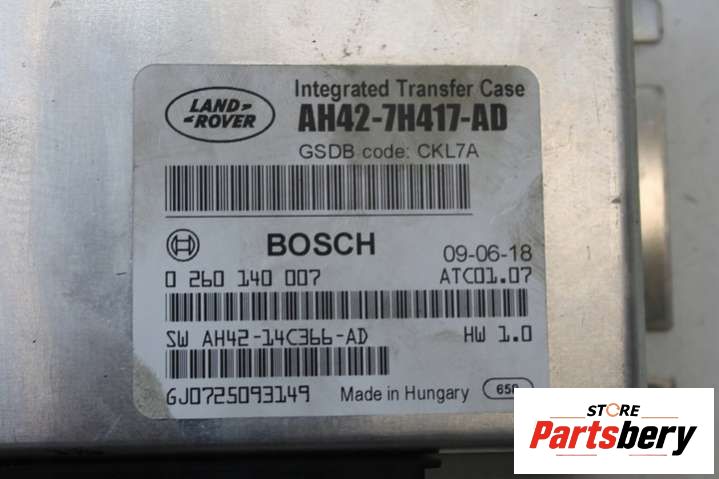 LAND-
-ROVER
Integrated Transfer Case
AH42-7H417-AD
GSDB code: CKL7A
BOSCH
09-06-18
0 260 140 007
ATC01.07
SW AH42-14C366-AD
HW 1.0
GJ0725093149
Made in Hungary
STORE
Partsbery